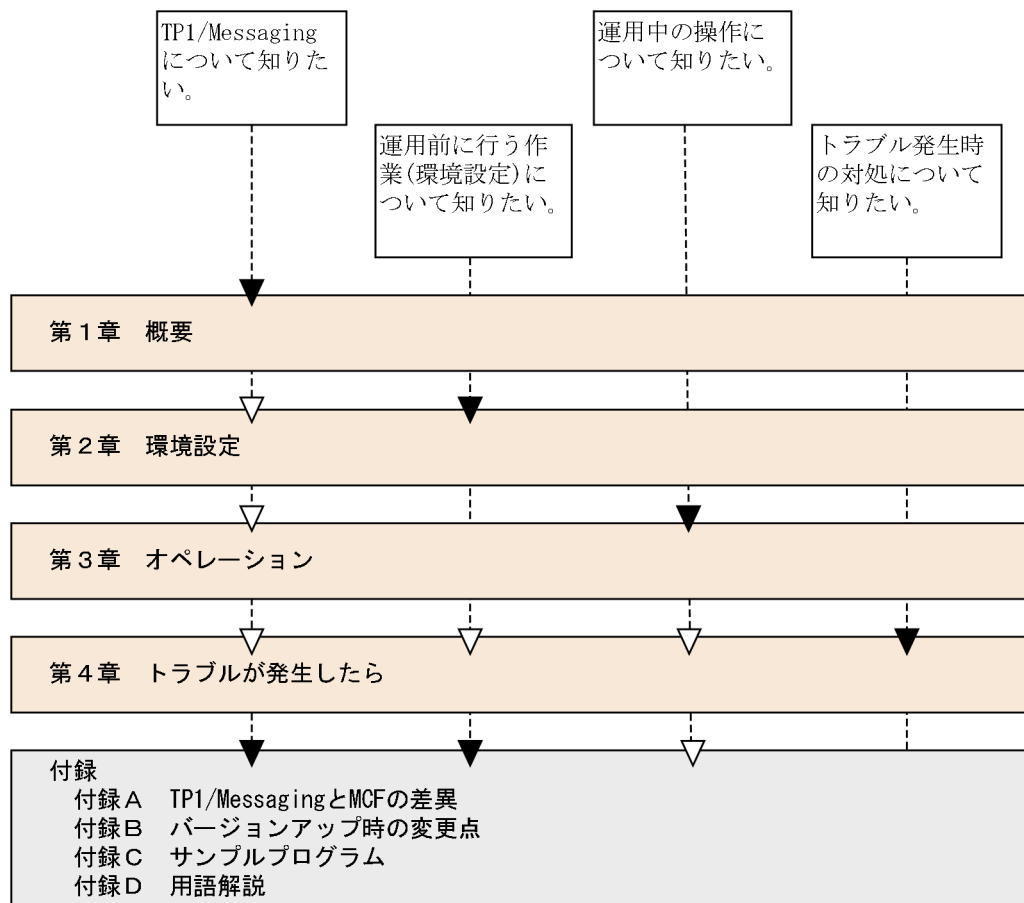 TP1/Messaging
について知りた
い。
運用前に行う作
業(環境設定)に
ついて知りたい。
運用中の操作に
ついて知りたい。
トラブル発生時
の対処について
知りたい。
第１章　概要
第２章　環境設定
第３章　オペレーション
第４章　トラブルが発生したら
付録
付録Ａ　TP1/MessagingとMCFの差異
付録Ｂ　バージョンアップ時の変更点
付録Ｃ　サンプルプログラム
付録Ｄ　用語解説